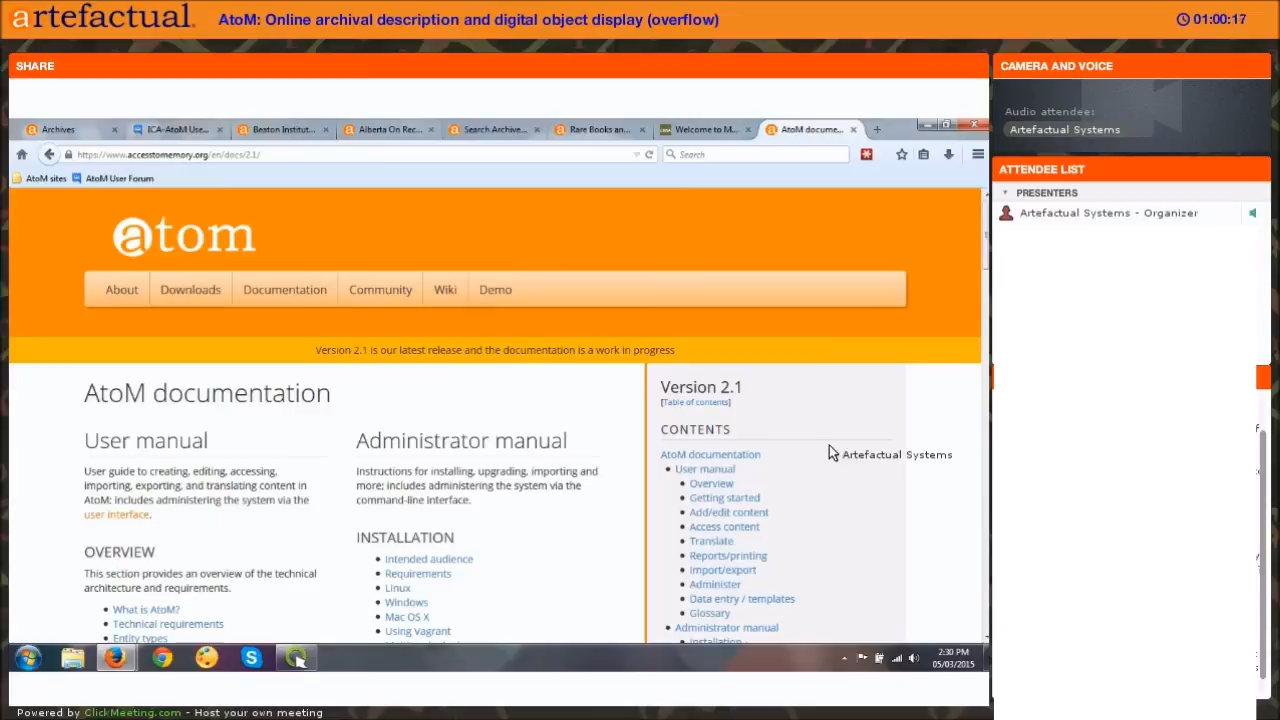 artefactual
AtoM: Online archival description and digital object display (overflow)
01:00:17
SHARE
Archives
ICA-AtoM Use...
Beston Institut...
Alberta On Rec...
Search Archive...
Rare Books an...
Welcome to M...
AtoM docume...
https://www.accesstomemory.org/en/docs/2.1/
Search
AtoM sites
AtoM User Forum
atom
About
Downloads
Documentation
Community
Wiki
Demo
Version 2.1 is our latest release and the documentation is a work in progress
AtoM documentation
User manual
User guide to creating, editing, accessing,
importing, exporting, and translating content in
AtoM: includes administering the system via the
user interface.
OVERVIEW
This section provides an overview of the technical
architecture and requirements.
What is AtoM?
Technical requirements
Entity types
Administrator manual
Instructions for installing, upgrading, importing and
more; includes administering the system via the
command-line interface.
INSTALLATION
Intended audience
Requirements
Linux
Windows
Mac OS X
Using Vagrant
Version 2.1
[Table of contents]
CONTENTS
AtoM documentation
User manual
Overview
Getting started
Add/edit content
Access content
Translate
Reports/printing
Import/export
Administer
Data entry / templates
Glossary
Administrator manual
Installation
Artefactual Systems
2:30 PM
05/03/2015
CAMERA AND VOICE
Audio attendee:
Artefactual Systems
ATTENDEE LIST
PRESENTERS
Artefactual Systems - Organizer
Powered by ClickMeeting.com - Host your own meeting